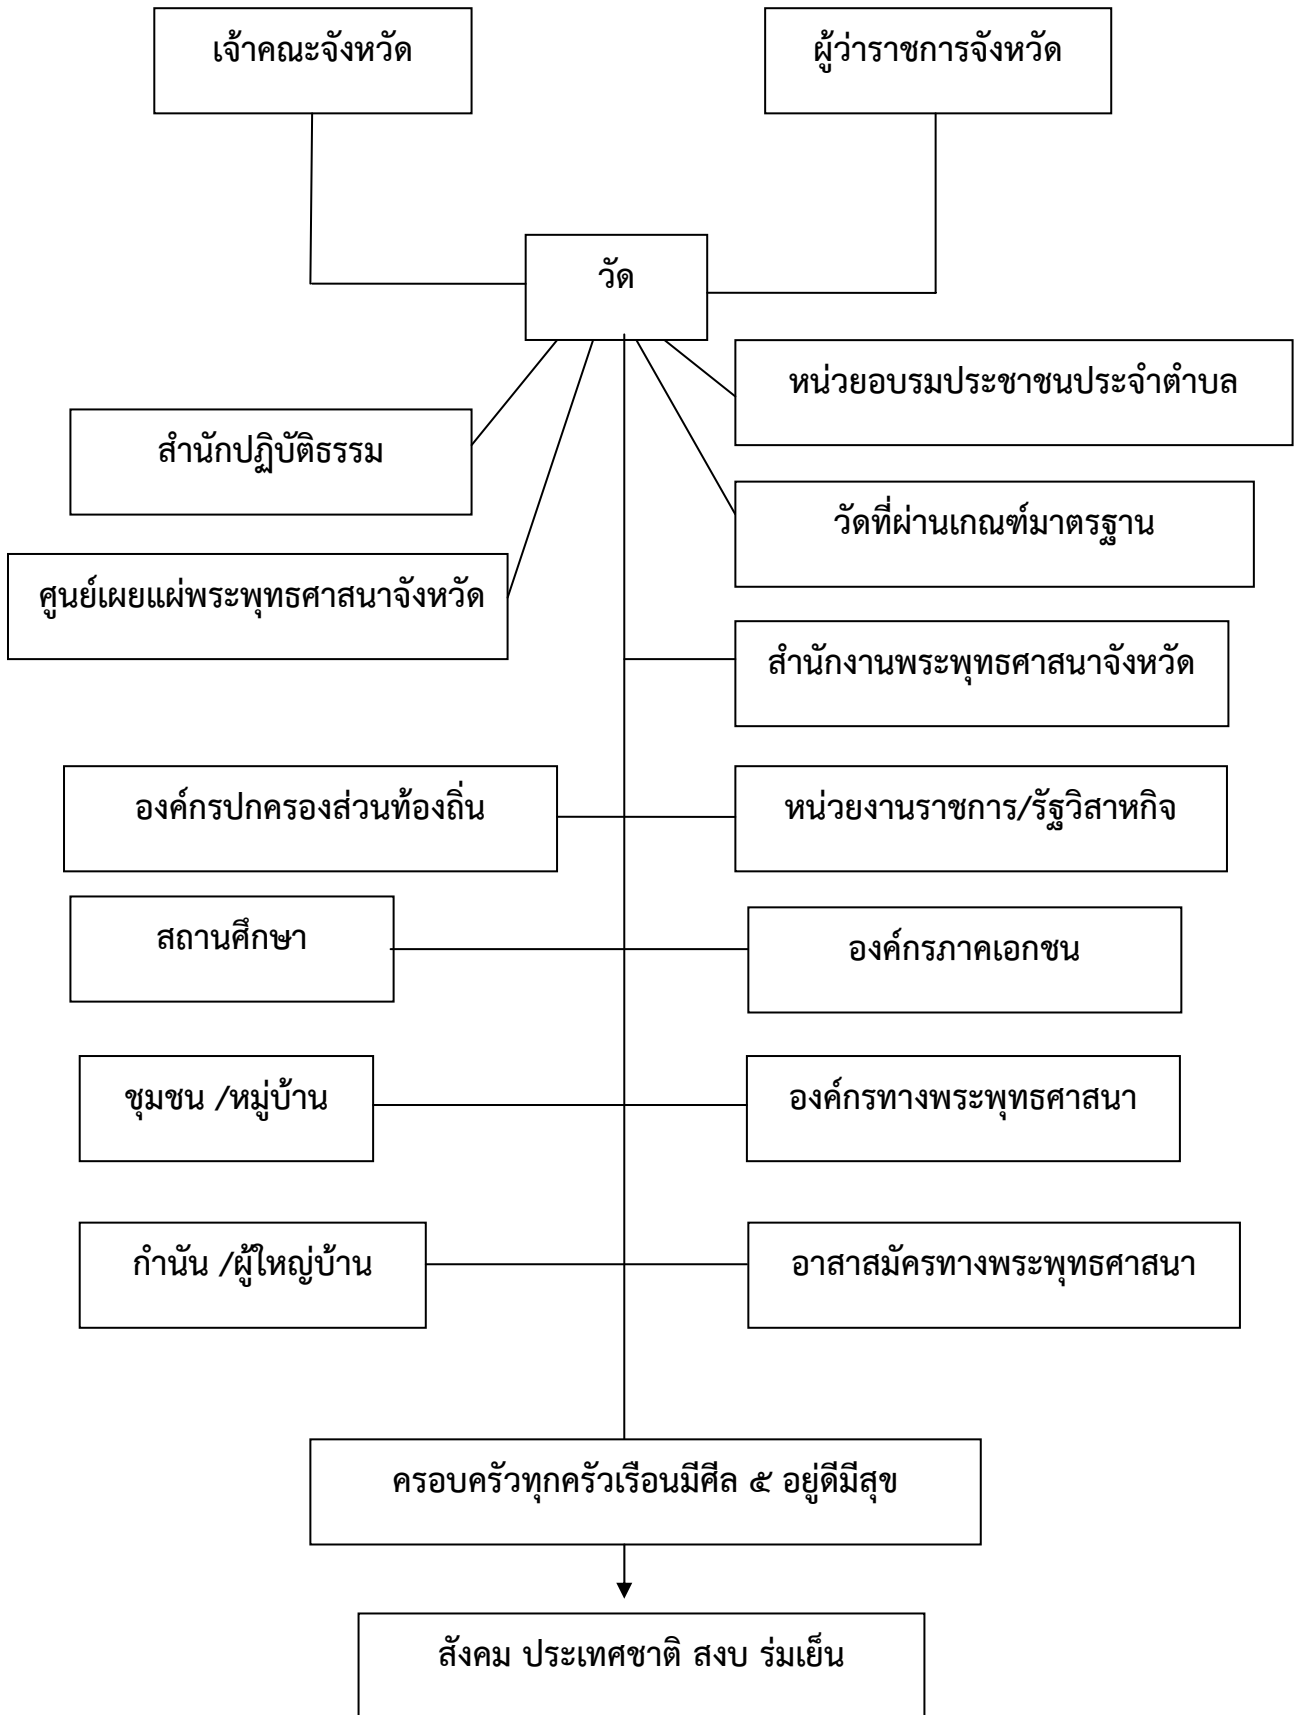 เจ้าคณะจังหวัด
ผู้ว่าราชการจังหวัด
วัด
หน่วยอบรมประชาชนประจำตำบล
สำนักปฏิบัติธรรม
วัดที่ผ่านเกณฑ์มาตรฐาน
ศูนย์เผยแผ่พระพุทธศาสนาจังหวัด
สำนักงานพระพุทธศาสนาจังหวัด
องค์กรปกครองส่วนท้องถิ่น
หน่วยงานราชการ/รัฐวิสาหกิจ
สถานศึกษา
องค์กรภาคเอกชน
ชุมชน /หมู่บ้าน
องค์กรทางพระพุทธศาสนา
กำนัน /ผู้ใหญ่บ้าน
อาสาสมัครทางพระพุทธศาสนา
ครอบครัวทุกครัวเรือนมีศีล ๕ อยู่ดีมีสุข
สังคม ประเทศชาติ สงบ ร่มเย็น